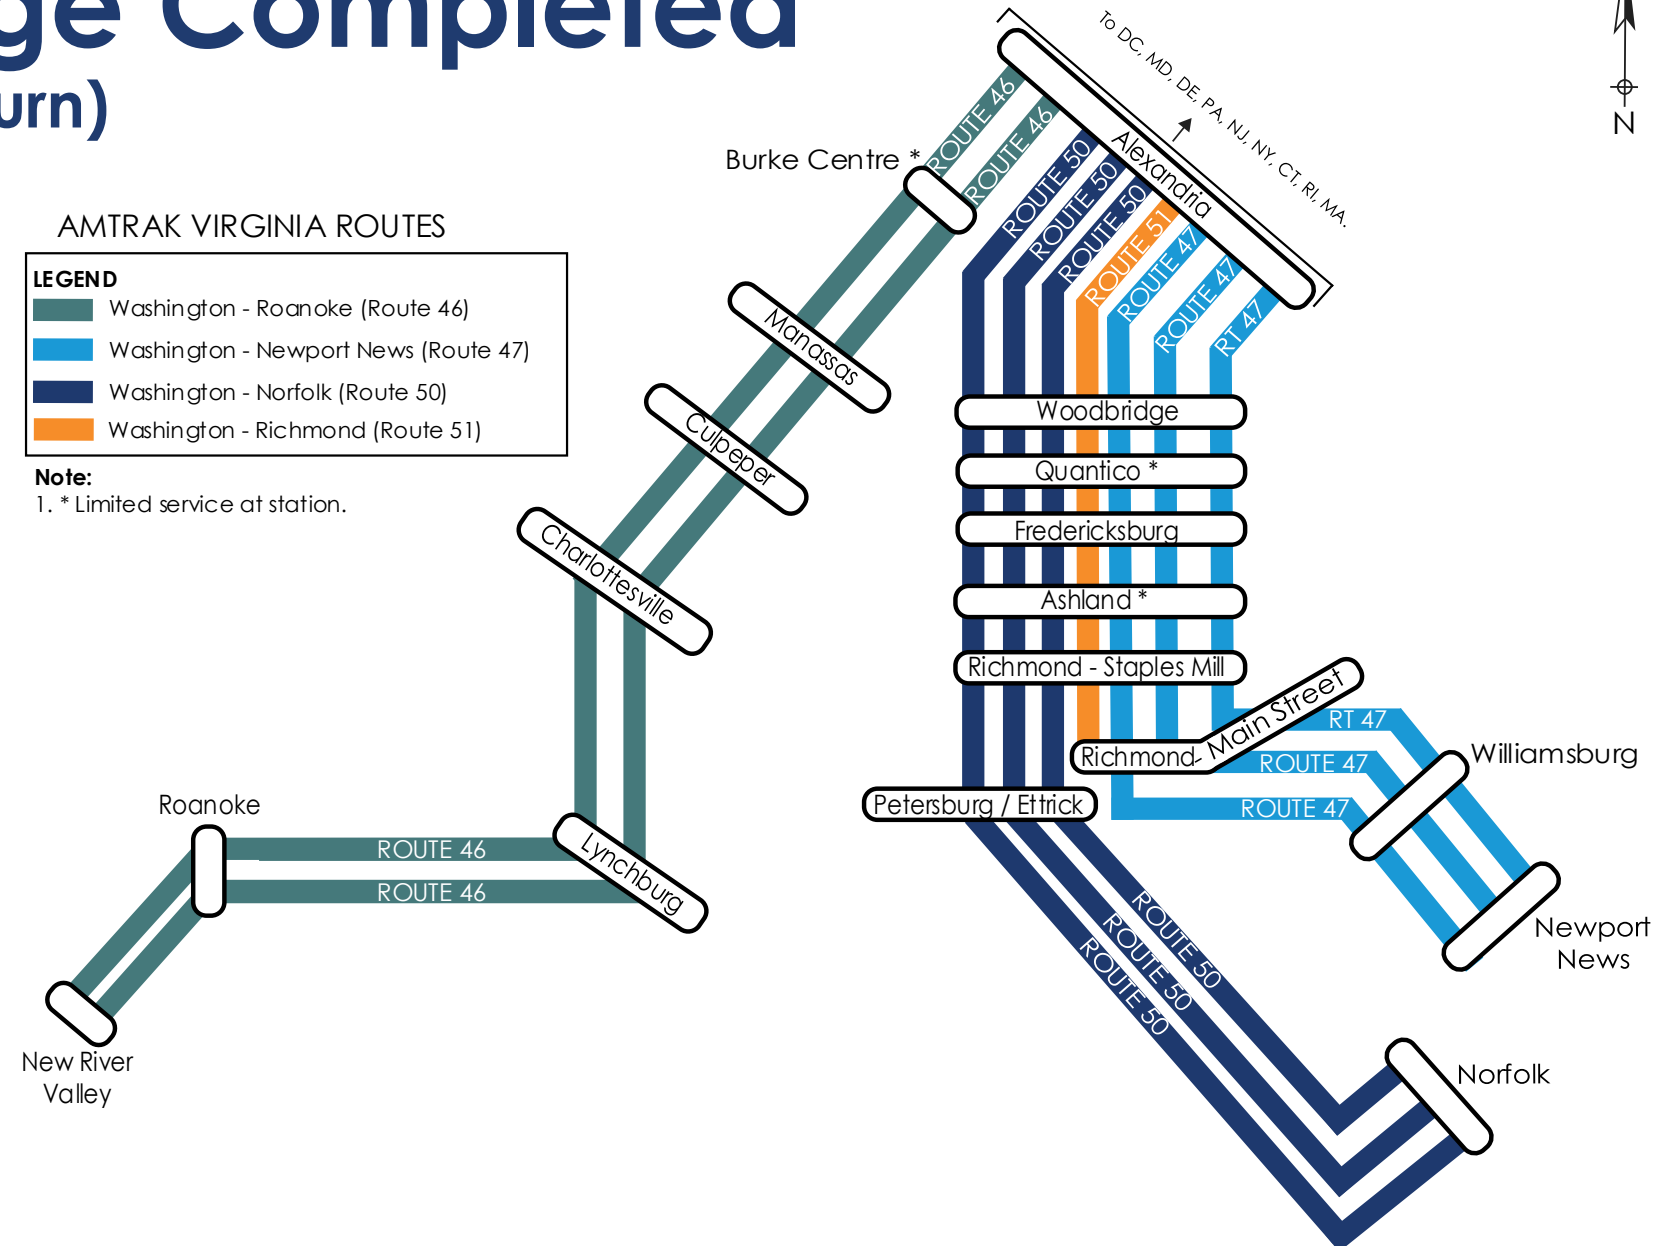 ge Completed
urn)
To DC, MD, DE, PA, NJ, NY, CT, RI, MA.
N
AMTRAK VIRGINIA ROUTES
LEGEND
Washington - Roanoke (Route 46)
Washington - Newport News (Route 47)
Washington - Norfolk (Route 50)
Washington - Richmond (Route 51)
Note:
1. * Limited service at station.
Alexandria
ROUTE 46
ROUTE 46
ROUTE 50
ROUTE 50
ROUTE 50
ROUTE 51
ROUTE 47
ROUTE 47
RT 47
Burke Centre *
Manassas
Culpeper
Charlottesville
Lynchburg
Roanoke
ROUTE 46
ROUTE 46
New River
Valley
Woodbridge
Quantico *
Fredericksburg
Ashland *
Richmond - Staples Mill
Richmond- Main Street
RT 47
ROUTE 47
ROUTE 47
Williamsburg
Newport
News
Petersburg / Ettrick
ROUTE 50
ROUTE 50
ROUTE 50
Norfolk